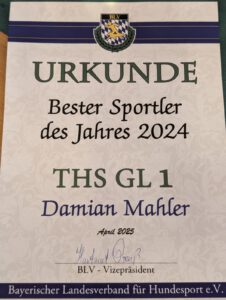 BLV
URKUNDE
Bester Sportler
des Jahres 2024
THS GL 1
Damian Mahler
April 2025
BLV - Vizepräsident
Bayerischer Landesverband für Hundesport e.V.